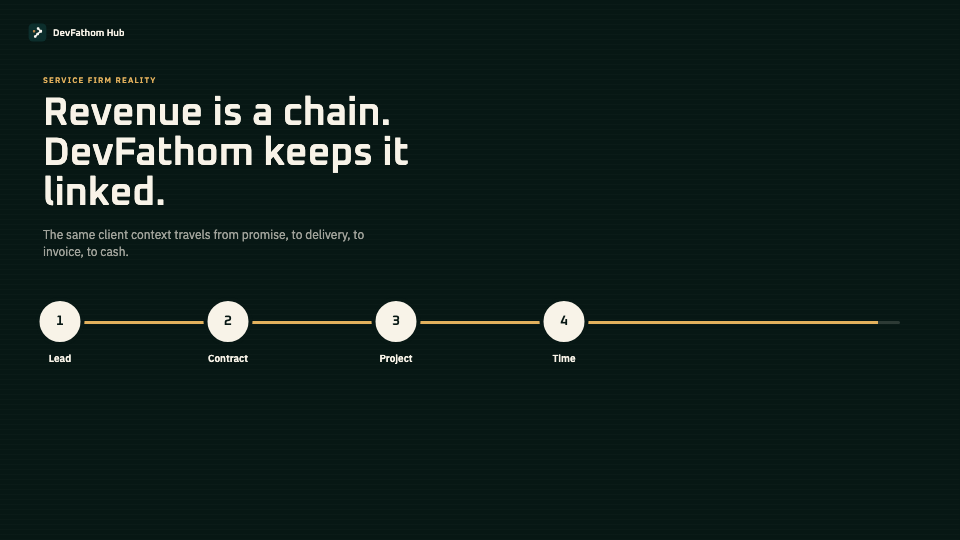 DevFathom Hub
SERVICE FIRM REALITY
Revenue is a chain.
DevFathom keeps it
linked.
The same client context travels from promise, to delivery, to
invoice, to cash.
1 2 3 4
Lead Contract Project Time